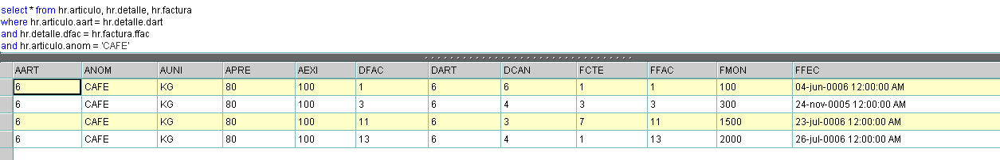 select * from hr.articulo, hr.detalle, hr.factura
where hr.articulo.aart = hr.detalle.dart
and hr.detalle.dfac = hr.factura.ffac
and hr.articulo.anom = 'CAFE'
AART ANOM AUNI APRE AEXI DFAC DART DCAN FCTE FFAC FMON FFEC
6 CAFE KG 80 100 1 6 6 1 1 100 04-jun-0006 12:00:00 AM
6 CAFE KG 80 100 3 6 4 3 3 300 24-nov-0005 12:00:00 AM
6 CAFE KG 80 100 11 6 3 7 11 1500 23-jul-0006 12:00:00 AM
6 CAFE KG 80 100 13 6 4 1 13 2000 26-jul-0006 12:00:00 AM